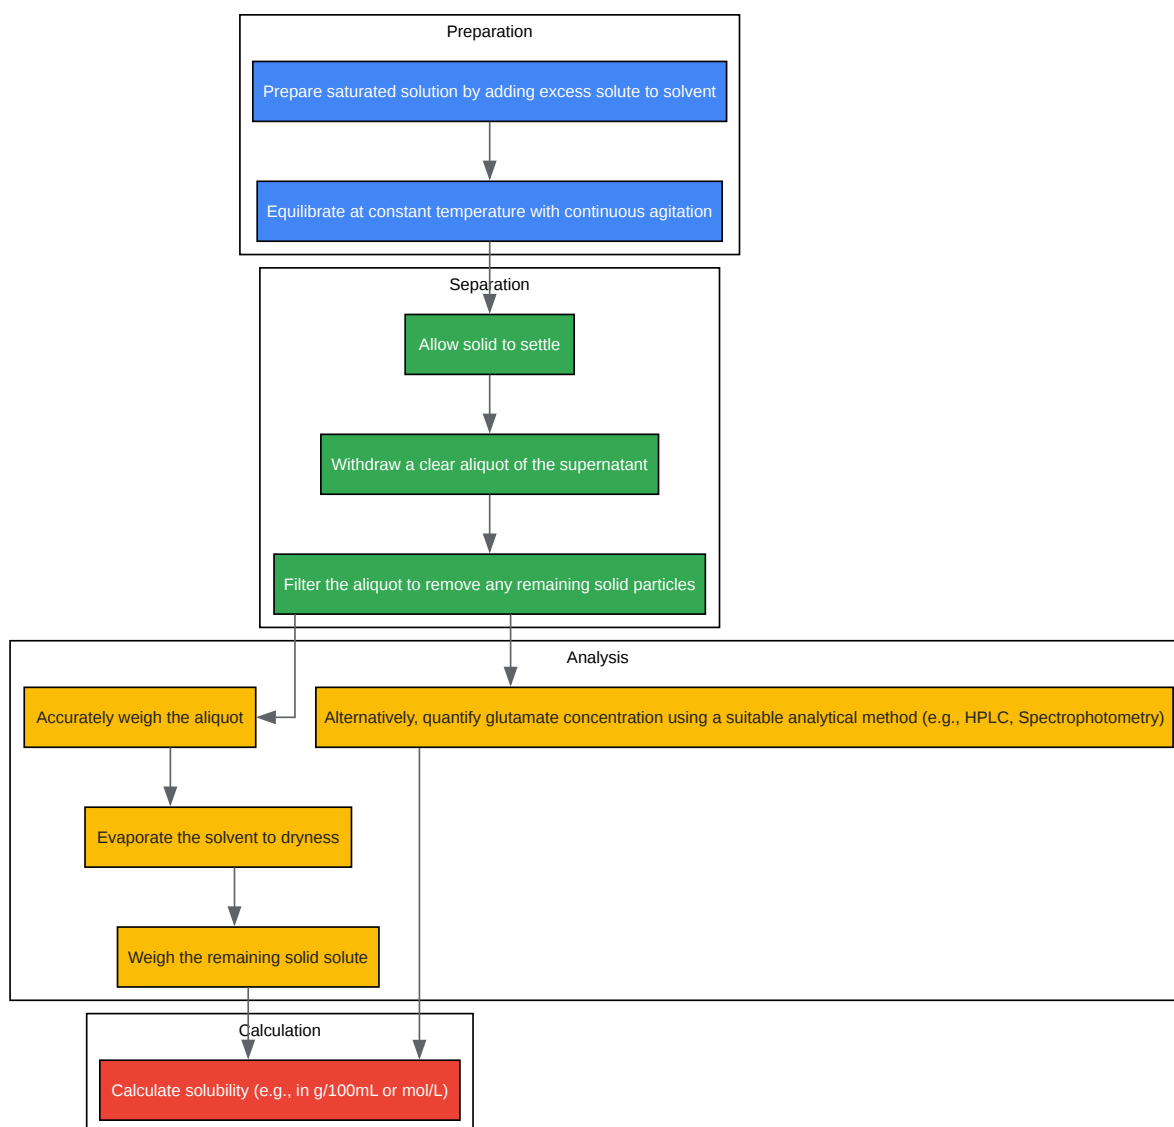 Preparation
Prepare saturated solution by adding excess solute to solvent
Equilibrate at constant temperature with continuous agitation
Separation
Allow solid to settle
Withdraw a clear aliquot of the supernatant
Filter the aliquot to remove any remaining solid particles
Analysis
Accurately weigh the aliquot
Alternatively, quantify glutamate concentration using a suitable analytical method (e.g., HPLC, Spectrophotometry)
Evaporate the solvent to dryness
Weigh the remaining solid solute
Calculation
Calculate solubility (e.g., in g/100mL or mol/L)